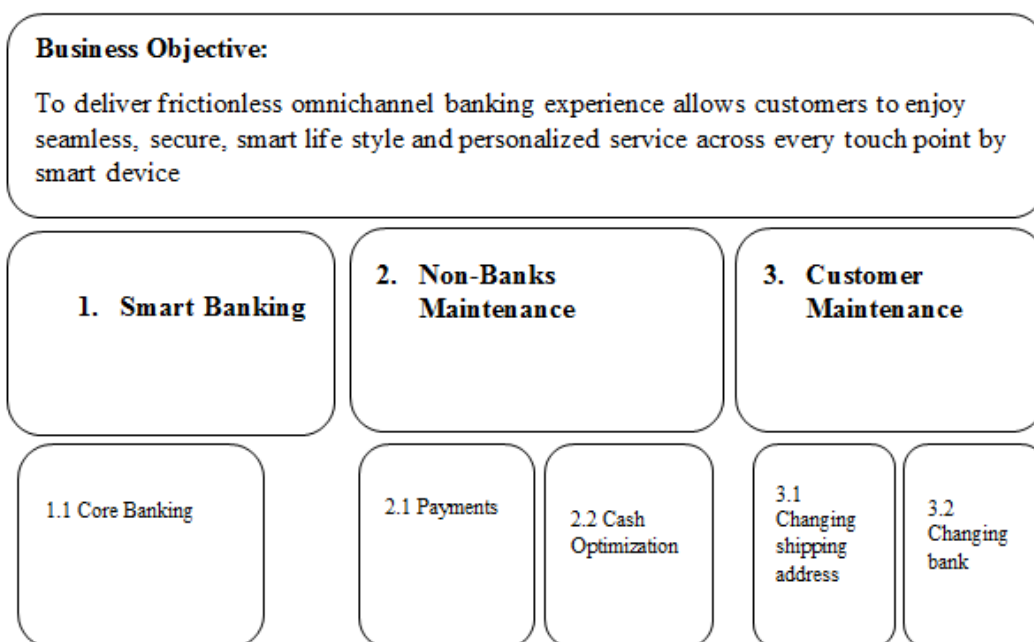 Business Objective:
To deliver frictionless omnichannel banking experience allows customers to enjoy
seamless, secure, smart life style and personalized service across every touch point by
smart device
1. Smart Banking
2. Non-Banks
Maintenance
3. Customer
Maintenance
1.1 Core Banking
2.1 Payments
2.2 Cash
Optimization
3.1
Changing
shipping
address
3.2
Changing
bank